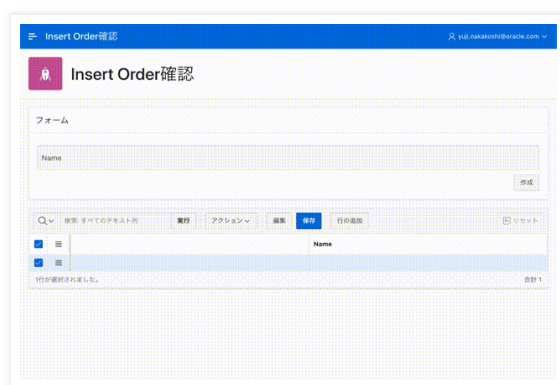 Insert Order確認
yuji.nakakoshi@oracle.com
Insert Order確認
フォーム
Name
作成
検索: すべてのテキスト列 実行 アクション 編集 保存 行の追加 リセット
Name
1行が選択されました。 合計 1